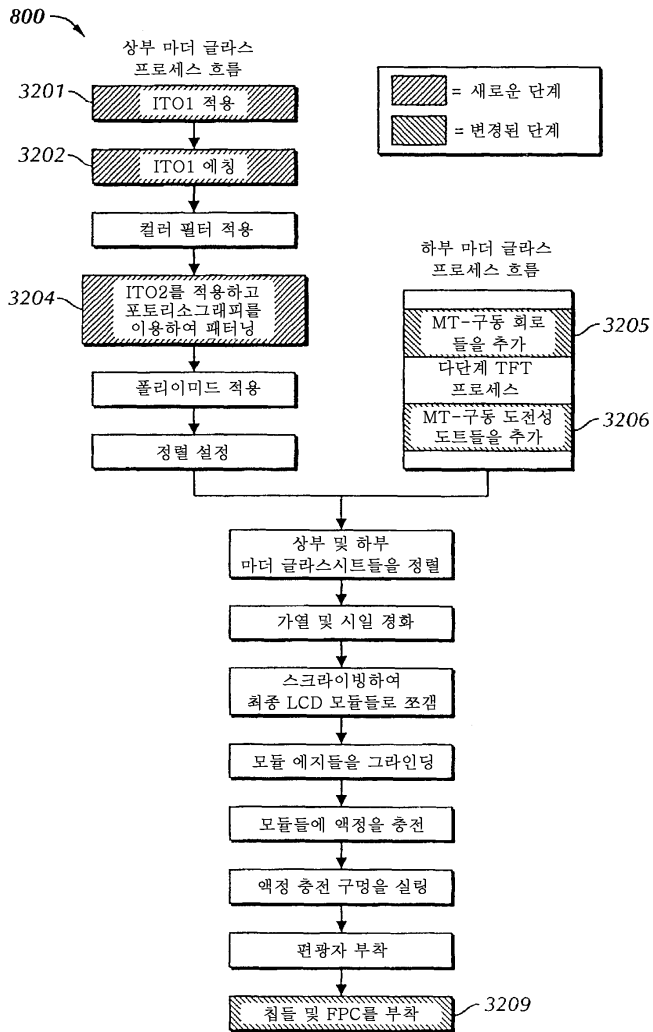 800
상부 마더 글라스
프로세스 흐름
3201
ITO1 적용
3202
ITO1 에칭
컬러 필터 적용
3204
ITO2를 적용하고
포토리소그래피를
이용하여 패터닝
폴리이미드 적용
정렬 설정
= 새로운 단계
= 변경된 단계
하부 마더 글라스
프로세스 흐름
MT-구동 회로
들을 추가
3205
다단계 TFT
프로세스
MT-구동 도전성
도트들을 추가
3206
상부 및 하부
마더 글라스시트들을 정렬
가열 및 시일 경화
스크라이빙하여
최종 LCD 모듈들로 쪼갬
모듈 에지들을 그라인딩
모듈들에 액정을 충전
액정 충전 구멍을 실링
편광자 부착
칩들 및 FPC를 부착
3209